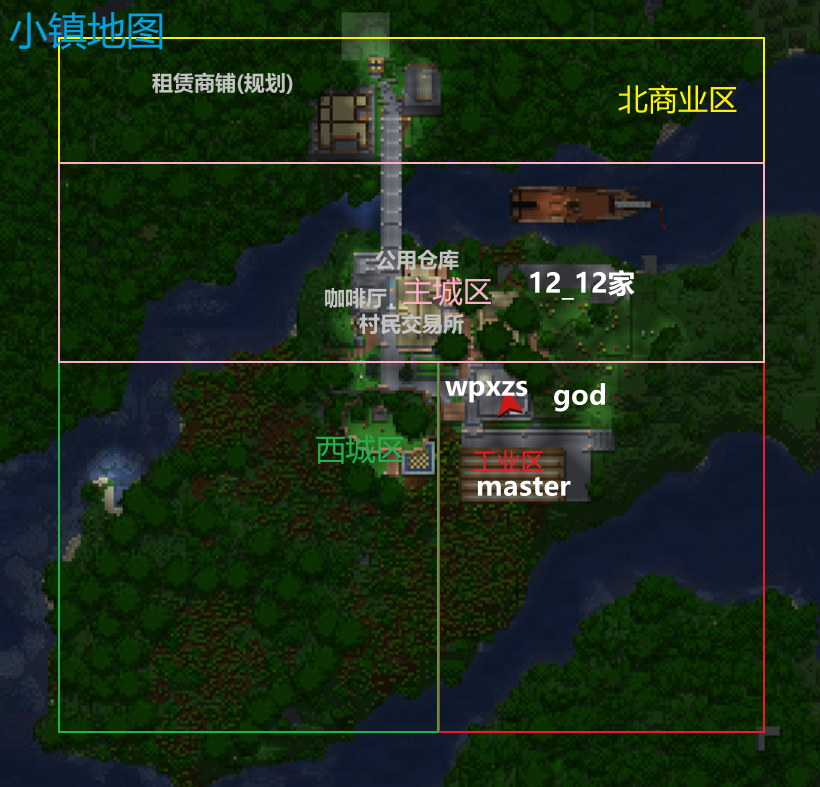 小镇地图
租赁商铺(规划)
北商业区
公用仓库
12_12家
咖啡厅
主城区
村民交易所
wpxzs
god
西城区
工业区
master